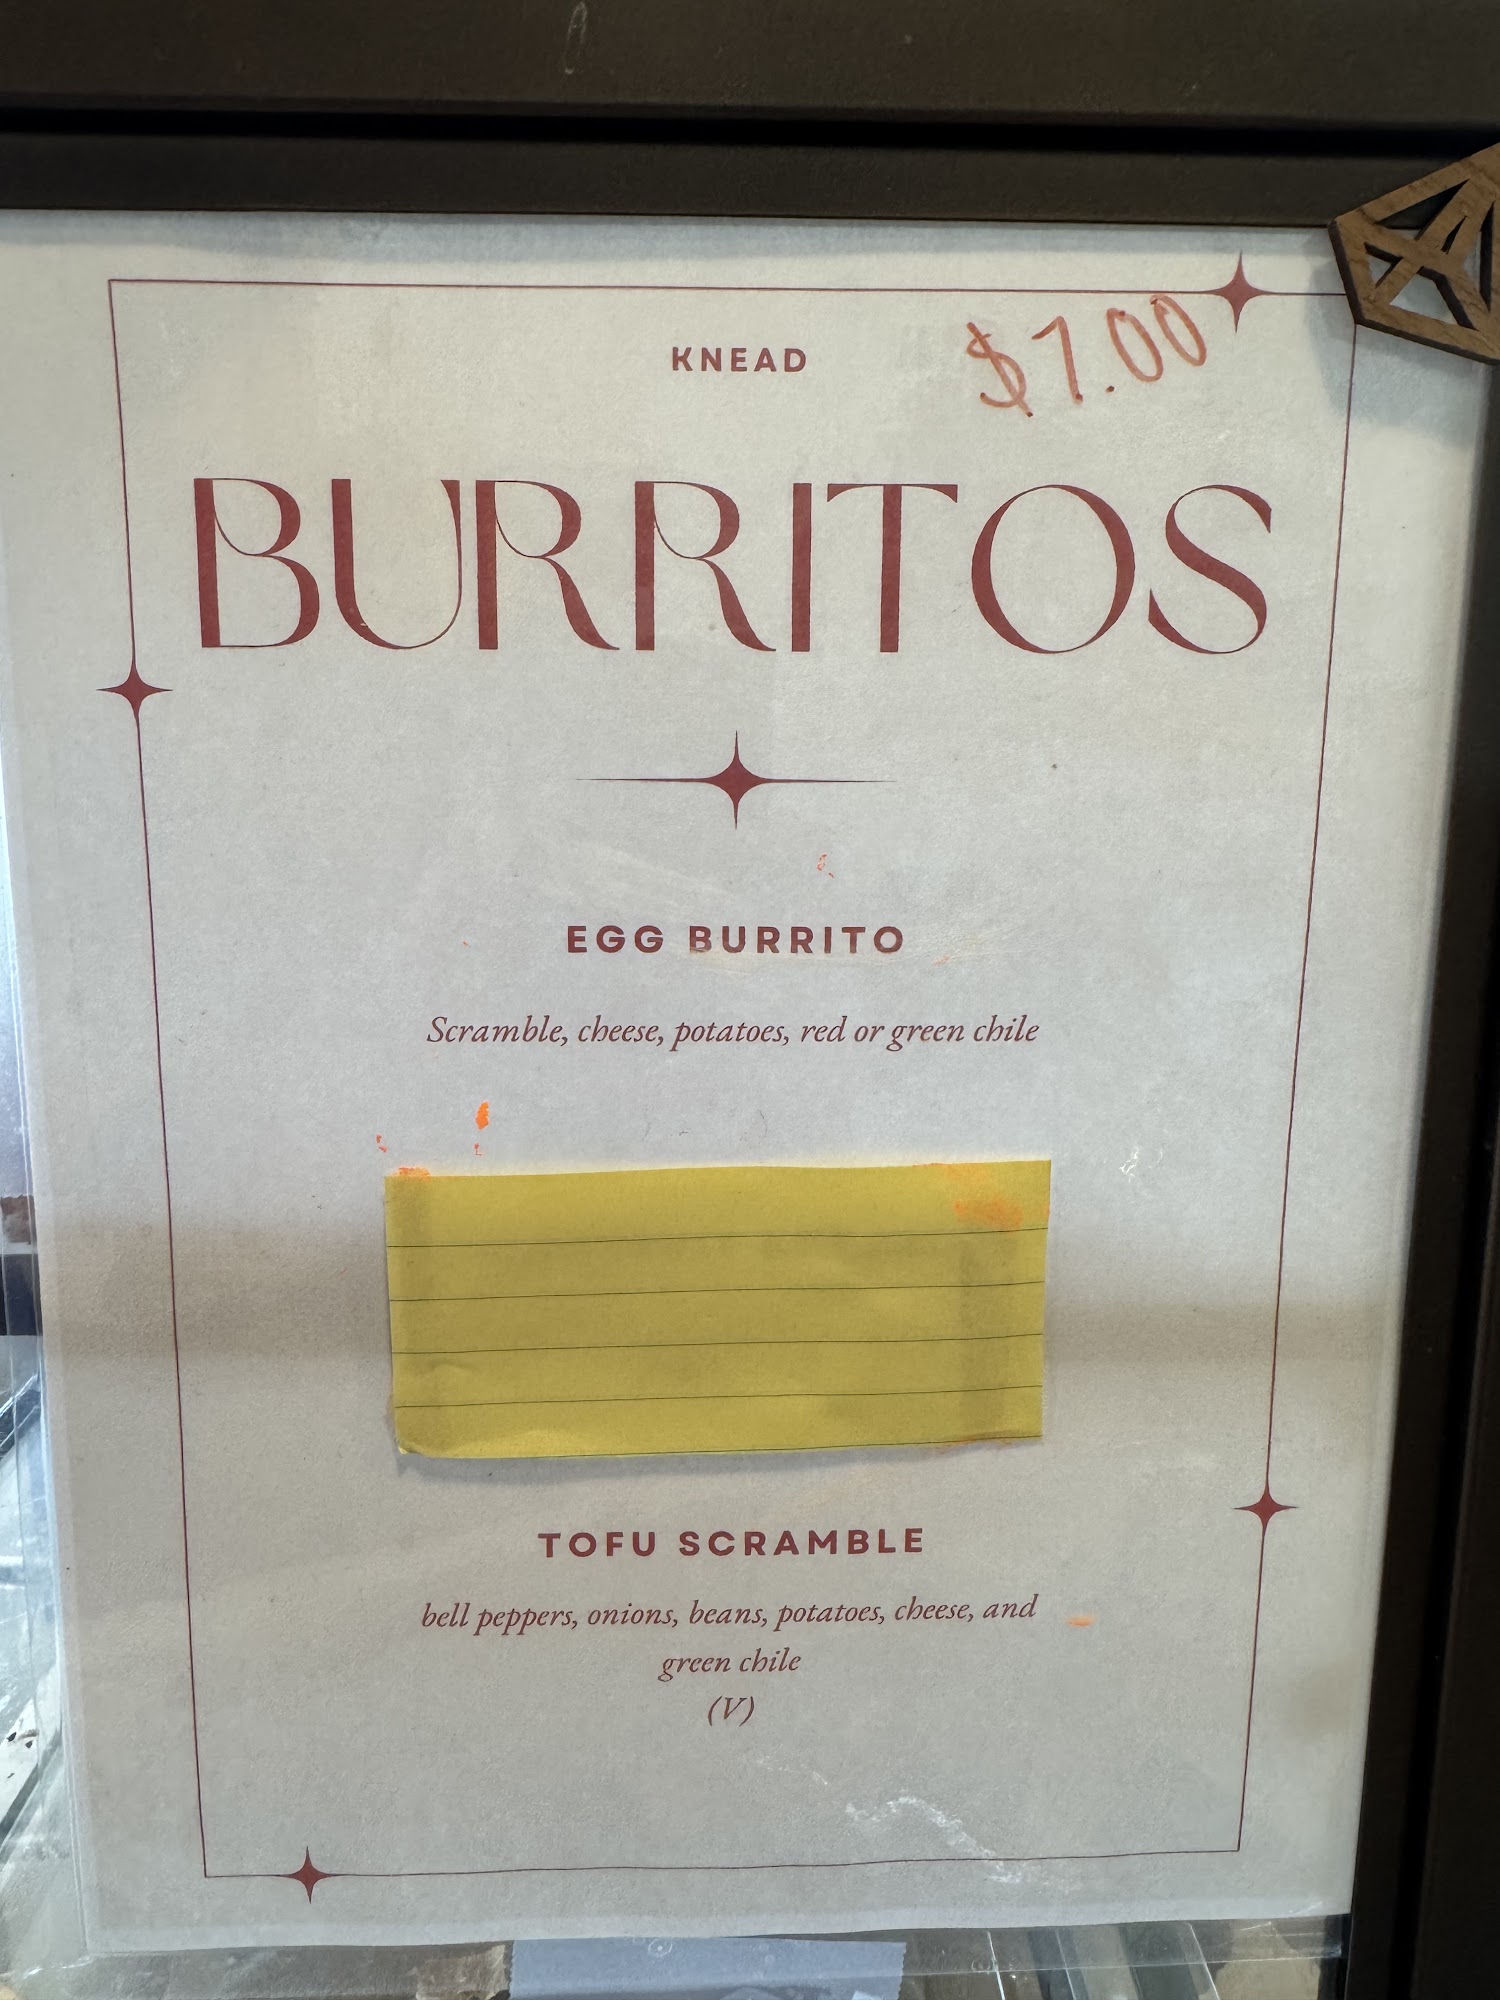 KNEAD
$7.00
BURRITOS
EGG BURRITO
Scramble, cheese, potatoes, red or green chile
TOFU SCRAMBLE
bell peppers, onions, beans, potatoes, cheese, and
green chile
(V)